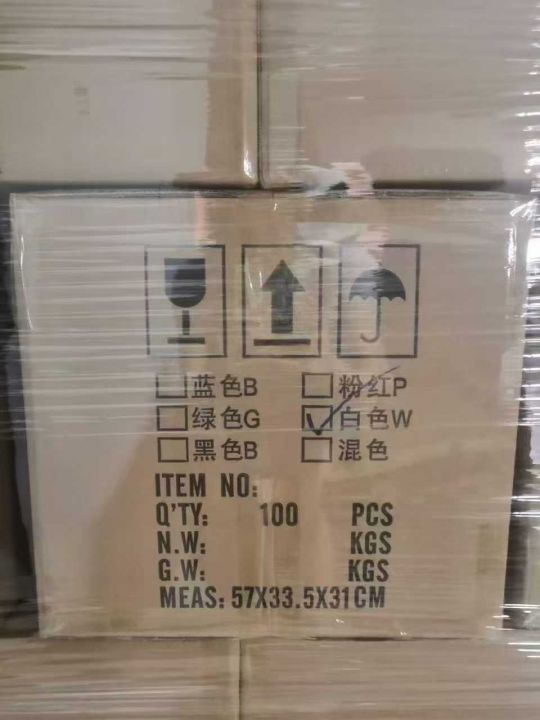 □蓝色B □粉红P
□绿色G ☑白色W
□黑色B □混色
ITEM NO:
Q'TY: 100 PCS
N.W: KGS
G.W: KGS
MEAS: 57X33.5X31CM